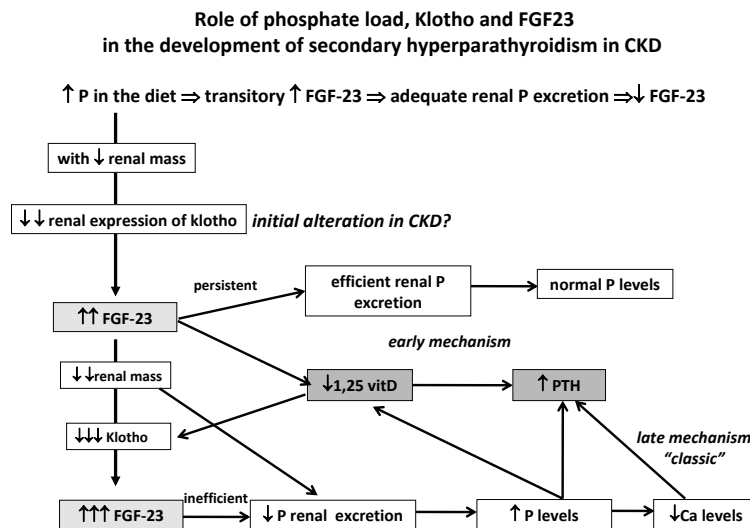 Role of phosphate load, Klotho and FGF23
in the development of secondary hyperparathyroidism in CKD
↑ P in the diet ⇒ transitory ↑ FGF-23 ⇒ adequate renal P excretion ⇒↓ FGF-23
with ↓ renal mass
↓↓ renal expression of klotho
initial alteration in CKD?
persistent
efficient renal P
excretion
normal P levels
↑↑ FGF-23
early mechanism
↓↓renal mass
↓1,25 vitD
↑ PTH
↓↓↓ Klotho
late mechanism
“classic”
↑↑↑ FGF-23
inefficient
↓ P renal excretion
↑ P levels
↓Ca levels